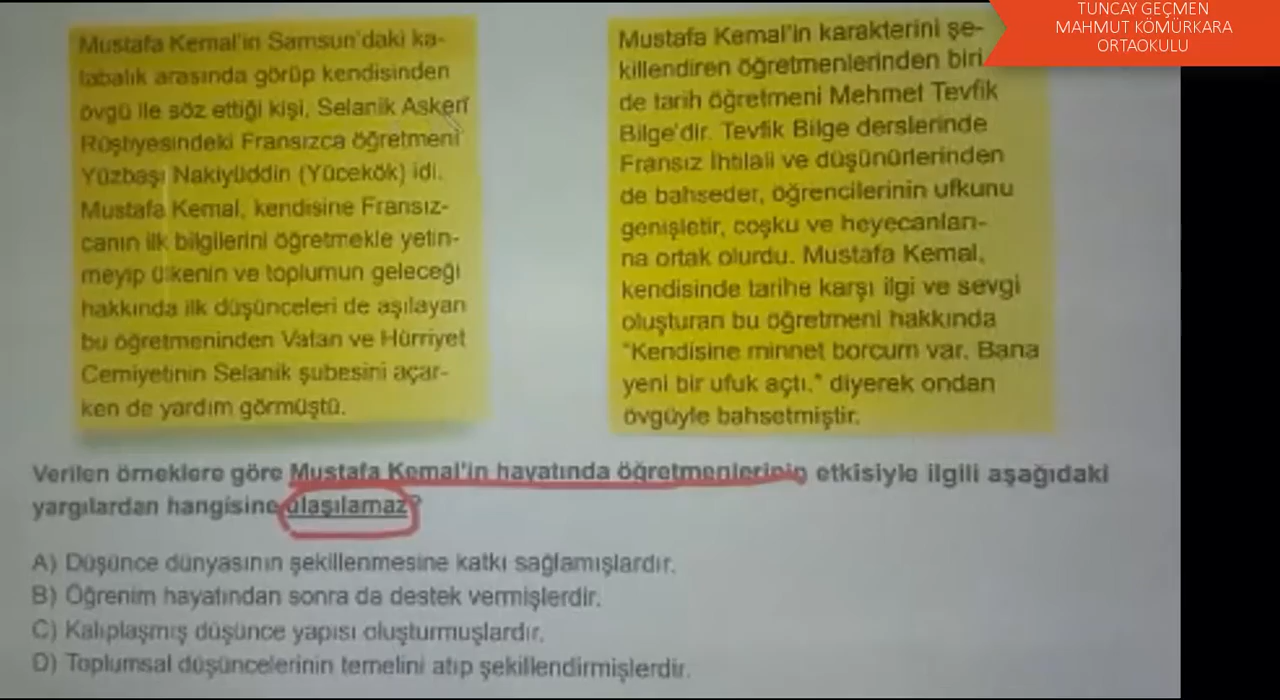 TUNCAY GEÇMEN
MAHMUT KÖMÜRKARA
ORTAOKULU
Mustafa Kemal'in Samsun'daki ka-
labalık arasında görüp kendisinden
övgü ile söz ettiği kişi, Selanik Askerî
Rüştiyesindeki Fransızca öğretmeni
Yüzbaşı Nakiyüddin (Yücekök) idi.
Mustafa Kemal, kendisine Fransız-
canın ilk bilgilerini öğretmekle yetin-
meyip ülkenin ve toplumun geleceği
hakkında ilk düşünceleri de aşılayan
bu öğretmeninden Vatan ve Hürriyet
Cemiyetinin Selanik şubesini açar-
ken de yardım görmüştü.
Mustafa Kemal'in karakterini şe-
killendiren öğretmenlerinden biri
de tarih öğretmeni Mehmet Tevfik
Bilge'dir. Tevfik Bilge derslerinde
Fransız İhtilali ve düşünürlerinden
de bahseder, öğrencilerinin ufkunu
genişletir, coşku ve heyecanları-
na ortak olurdu. Mustafa Kemal,
kendisinde tarihe karşı ilgi ve sevgi
oluşturan bu öğretmeni hakkında
"Kendisine minnet borcum var. Bana
yeni bir ufuk açtı." diyerek ondan
övgüyle bahsetmiştir.
Verilen örneklere göre Mustafa Kemal'in hayatında öğretmenlerinin etkisiyle ilgili aşağıdaki
yargılardan hangisine ulaşılamaz?
A) Düşünce dünyasının şekillenmesine katkı sağlamışlardır.
B) Öğrenim hayatından sonra da destek vermişlerdir.
C) Kalıplaşmış düşünce yapısı oluşturmuşlardır.
D) Toplumsal düşüncelerinin temelini atıp şekillendirmişlerdir.